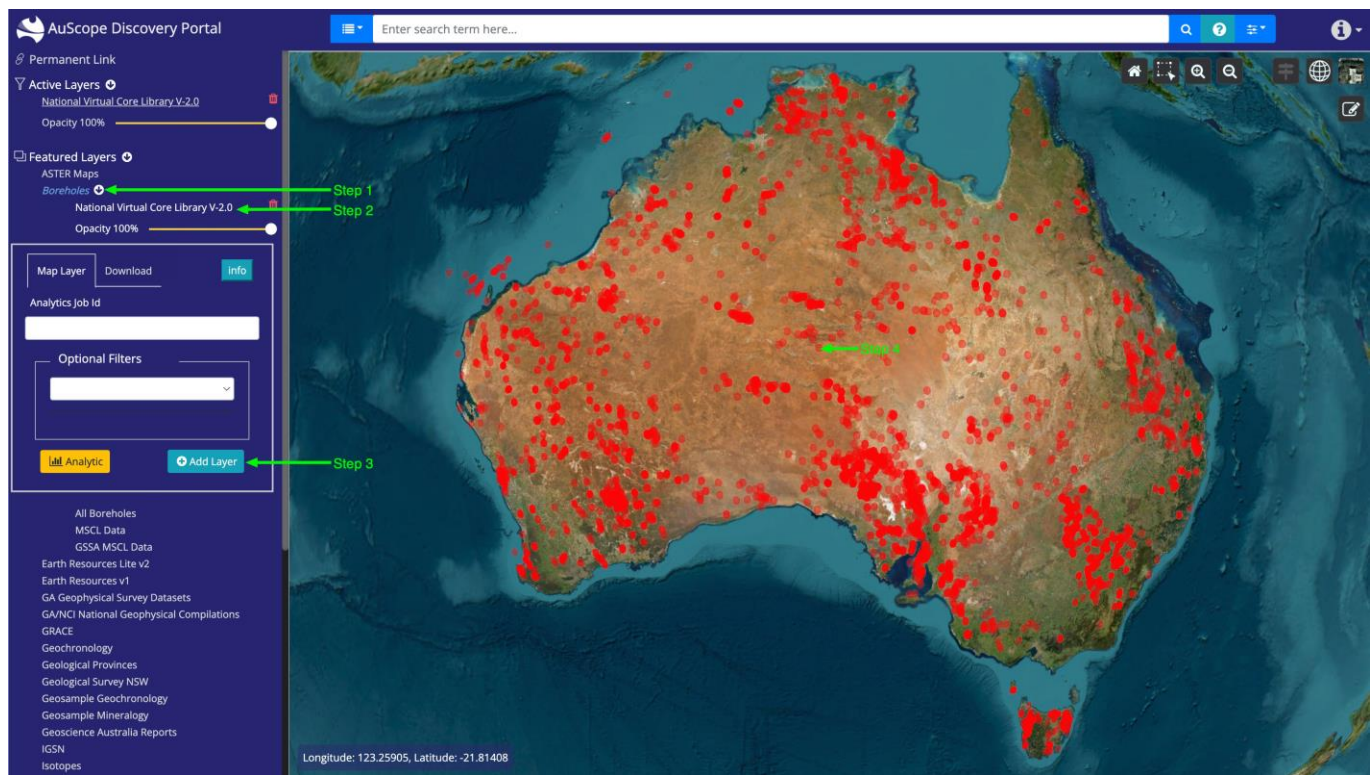 AuScope Discovery Portal
Enter search term here...
Permanent Link
Active Layers
National Virtual Core Library V-2.0
Opacity 100%
Featured Layers
ASTER Maps
Boreholes
Step 1
National Virtual Core Library V-2.0
Step 2
Opacity 100%
Map Layer Download info
Analytics Job Id
Optional Filters
Step 4
Analytic Add Layer
Step 3
All Boreholes
MSCL Data
GSSA MSCL Data
Earth Resources Lite v2
Earth Resources v1
GA Geophysical Survey Datasets
GA/NCI National Geophysical Compilations
GRACE
Geochronology
Geological Provinces
Geological Survey NSW
Geosample Geochronology
Geosample Mineralogy
Geoscience Australia Reports
IGSN
Isotopes
Longitude: 123.25905, Latitude: -21.81408